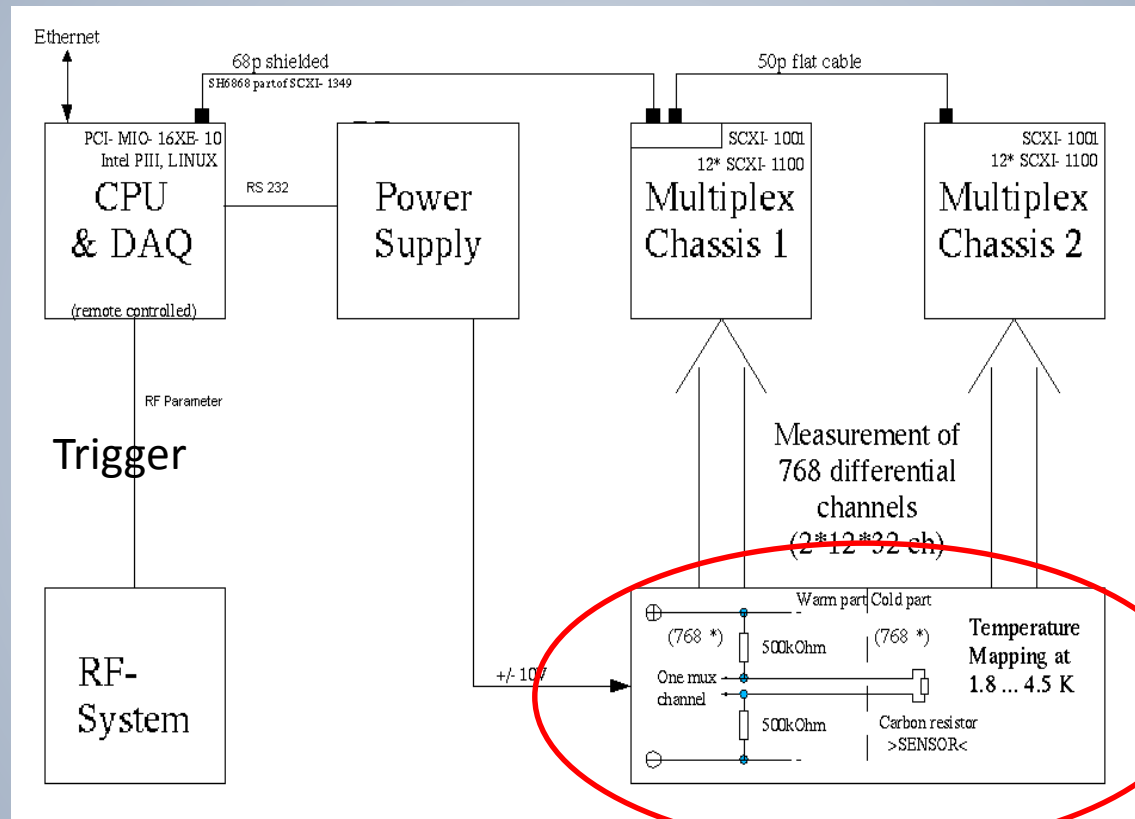 Ethernet
68p shielded
SH6868 part of SCXI- 1349
50p flat cable
PCI- MIO- 16XE- 10
Intel PIII, LINUX
CPU
& DAQ
(remote controlled)
RS 232
Power
Supply
SCXI- 1001
12* SCXI- 1100
Multiplex
Chassis 1
SCXI- 1001
12* SCXI- 1100
Multiplex
Chassis 2
RF Parameter
Trigger
Measurement of
768 differential
channels
(2*12*32 ch)
RF-
System
+/- 10V
Warm part Cold part
(768 *)
(768 *)
500kOhm
One mux
channel
500kOhm
Carbon resistor
>SENSOR<
Temperature
Mapping at
1.8 ... 4.5 K